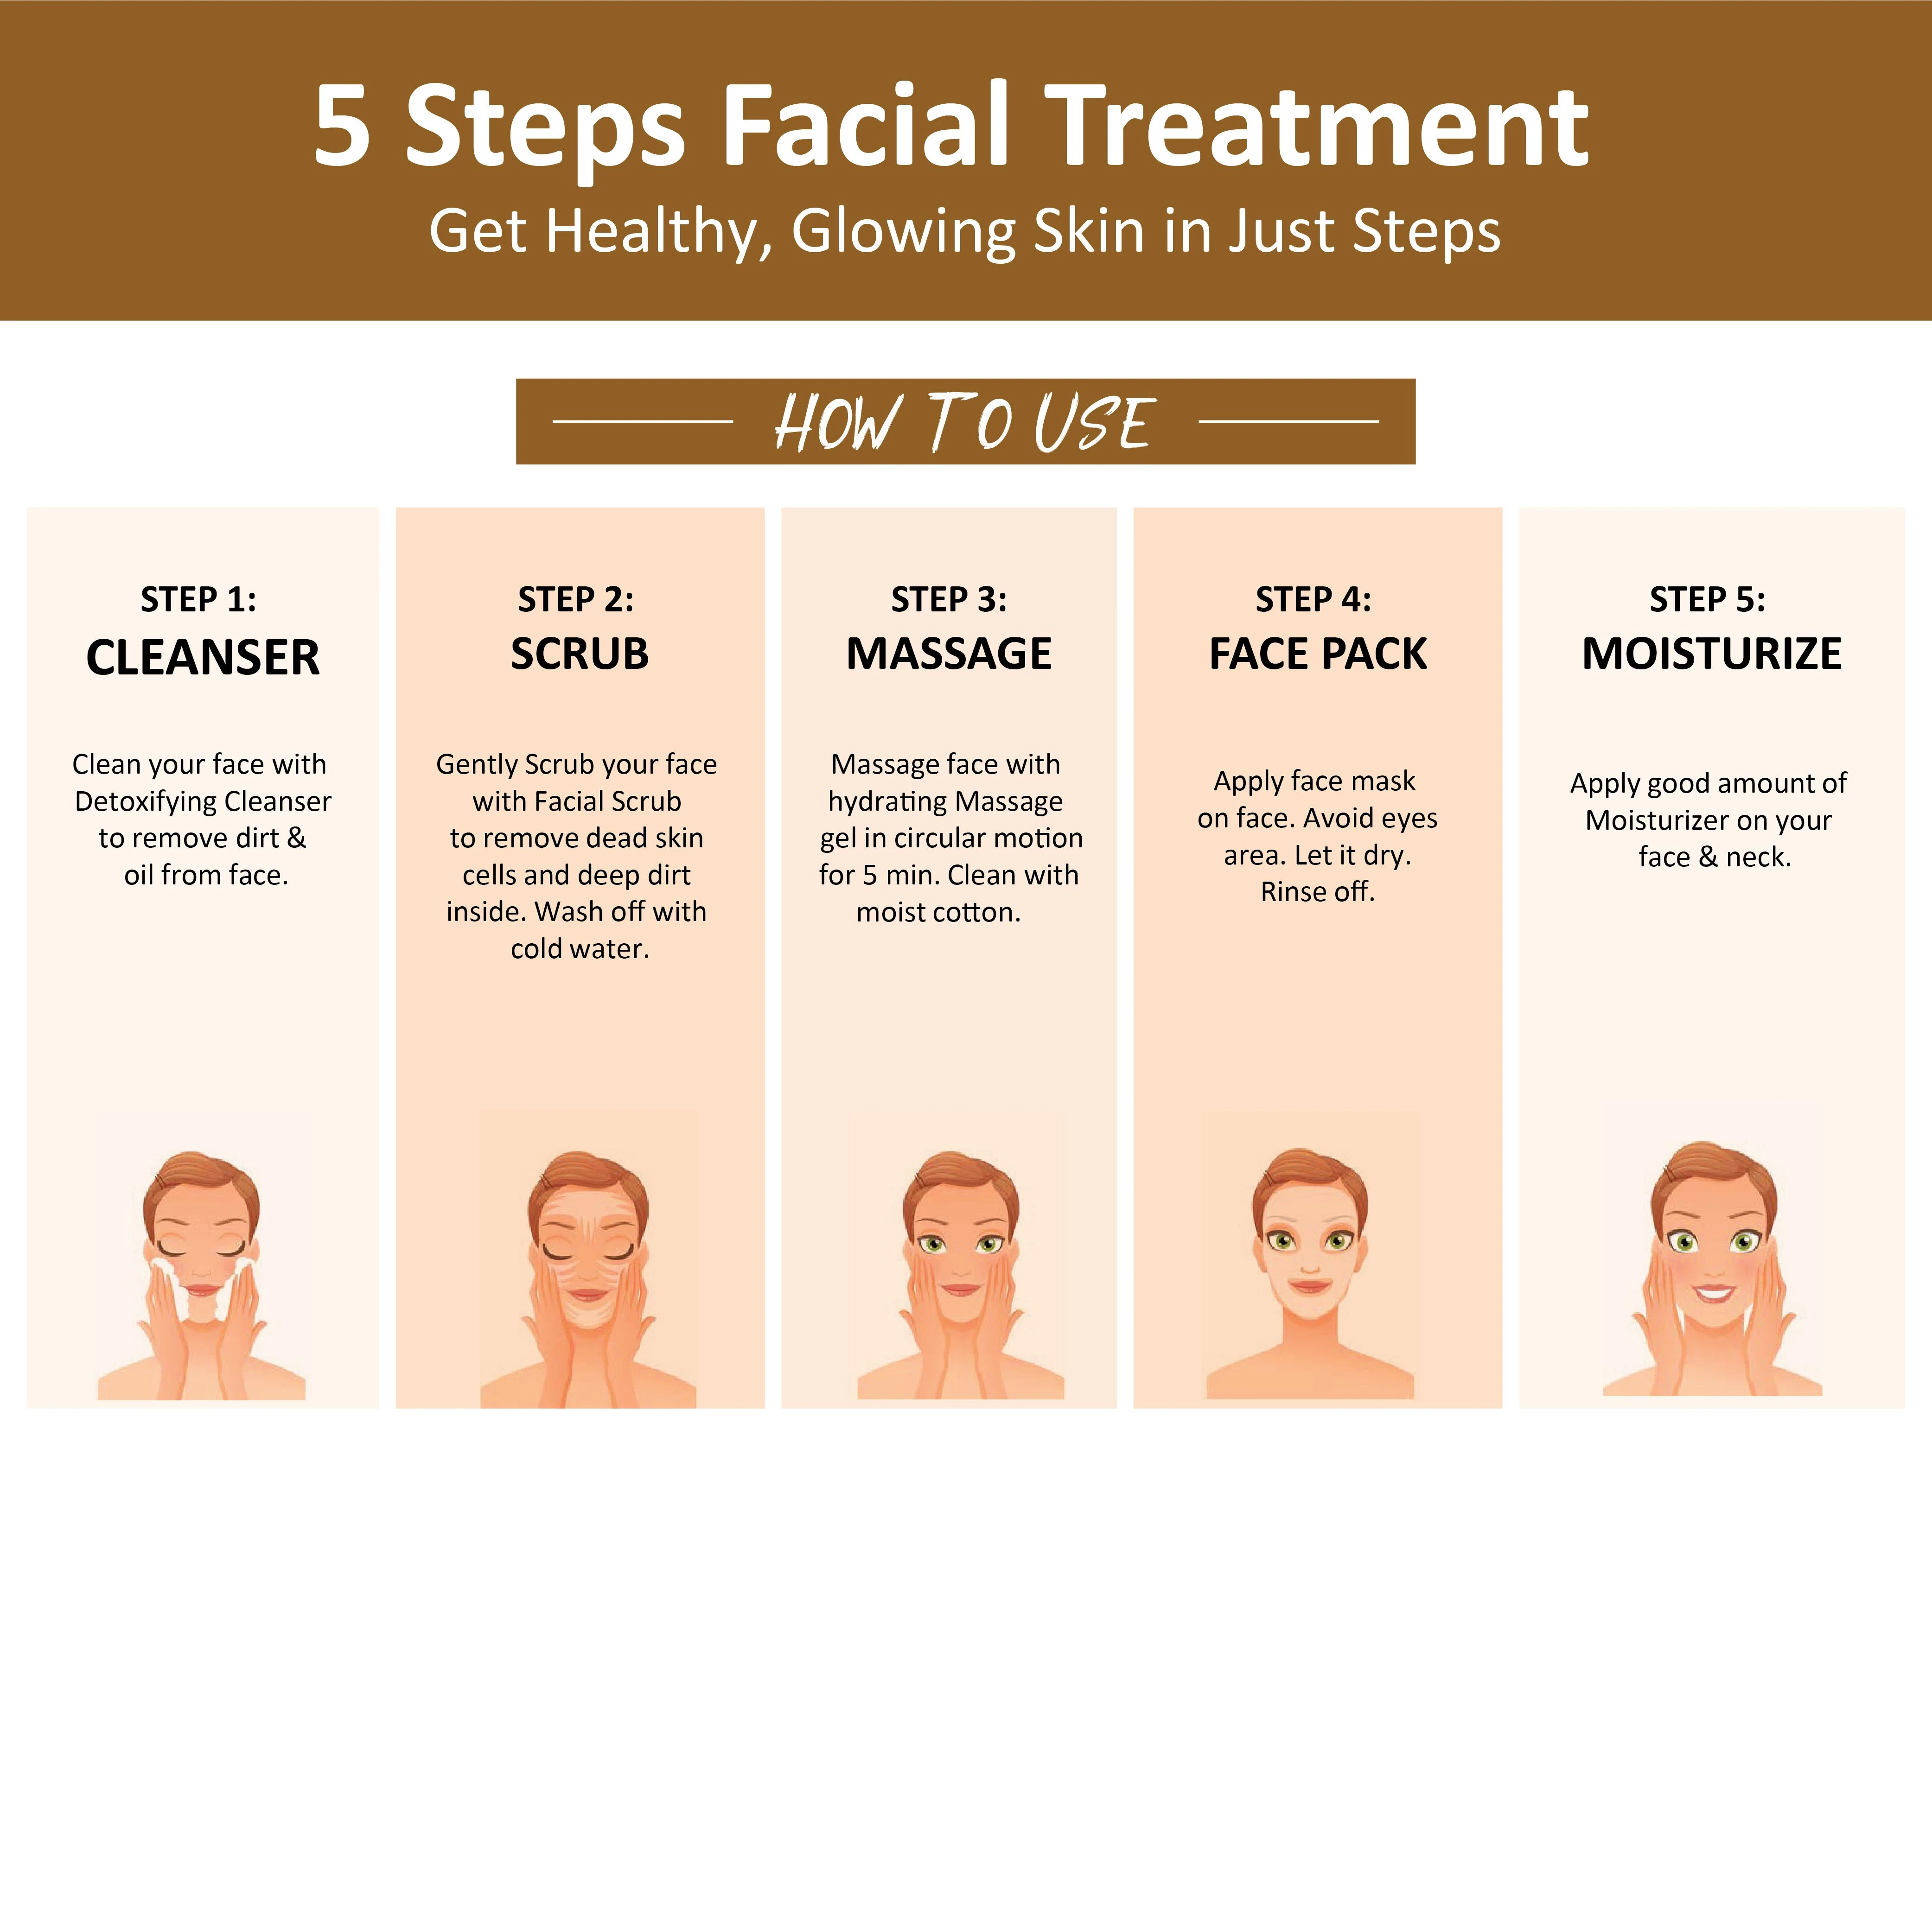 5 Steps Facial Treatment
Get Healthy, Glowing Skin in Just Steps
HOW TO USE
STEP 1:
CLEANSER
Clean your face with
Detoxifying Cleanser
to remove dirt &
oil from face.
STEP 2:
SCRUB
Gently Scrub your face
with Facial Scrub
to remove dead skin
cells and deep dirt
inside. Wash off with
cold water.
STEP 3:
MASSAGE
Massage face with
hydrating Massage
gel in circular motion
for 5 min. Clean with
moist cotton.
STEP 4:
FACE PACK
Apply face mask
on face. Avoid eyes
area. Let it dry.
Rinse off.
STEP 5:
MOISTURIZE
Apply good amount of
Moisturizer on your
face & neck.